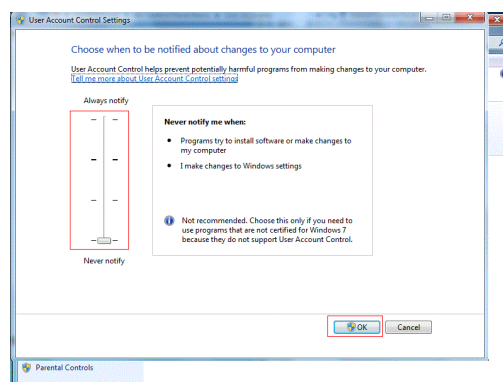 User Account Control Settings
Choose when to be notified about changes to your computer
User Account Control helps prevent potentially harmful programs from making changes to your computer.
Tell me more about User Account Control settings
Always notify
Never notify me when:
Programs try to install software or make changes to
my computer
I make changes to Windows settings
Not recommended. Choose this only if you need to
use programs that are not certified for Windows 7
because they do not support User Account Control.
Never notify
OK
Cancel
Parental Controls